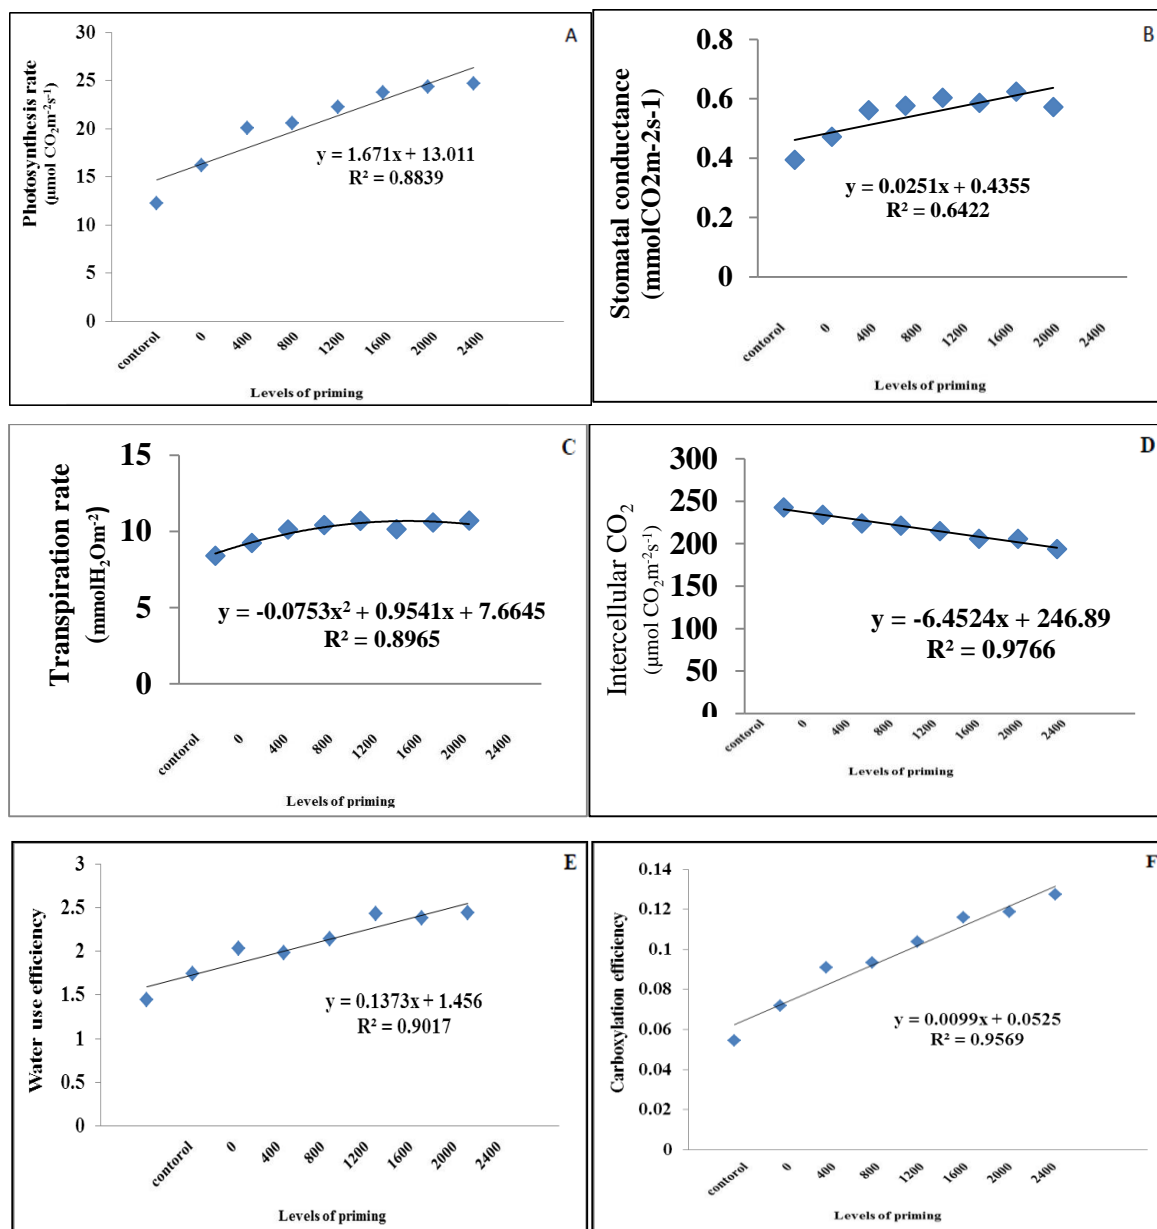 A
Photosynthesis rate
(µmol CO₂m⁻²s⁻¹)
35
30
25
20
15
10
5
0
y = 1.671x + 13.011
R² = 0.8839
contorol 0 400 800 1200 1600 2000 2400
Levels of priming
B
Stomatal conductance
(mmolCO2m-2s-1)
0.8
0.6
0.4
0.2
0
y = 0.0251x + 0.4355
R² = 0.6422
contorol 0 400 800 1200 1600 2000 2400
Levels of priming
C
Transpiration rate
(mmolH₂Om⁻²)
15
10
5
0
y = -0.0753x² + 0.9541x + 7.6645
R² = 0.8965
contorol 0 400 800 1200 1600 2000 2400
Levels of priming
D
Intercellular CO₂
(µmol CO₂m⁻²s⁻¹)
300
250
200
150
100
50
0
y = -6.4524x + 246.89
R² = 0.9766
contorol 0 400 800 1200 1600 2000 2400
Levels of priming
E
Water use efficiency
3
2.5
2
1.5
1
0.5
0
y = 0.1373x + 1.456
R² = 0.9017
contorol 0 400 800 1200 1600 2000 2400
Levels of priming
F
Carboxylation efficiency
0.14
0.12
0.1
0.08
0.06
0.04
0.02
0
y = 0.0099x + 0.0525
R² = 0.9569
contorol 0 400 800 1200 1600 2000 2400
Levels of priming